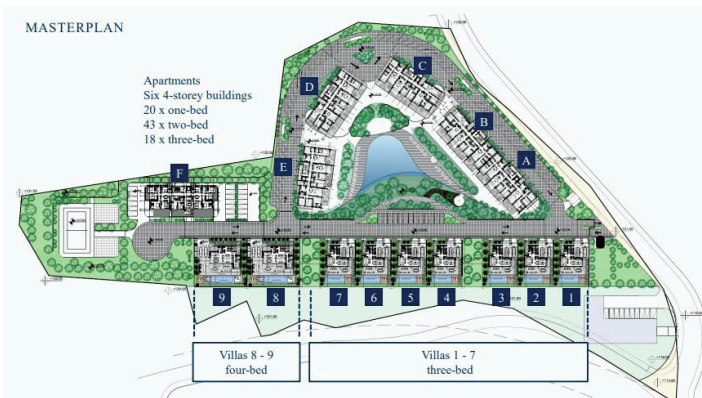 MASTERPLAN
Apartments
Six 4-storey buildings
20 x one-bed
43 x two-bed
18 x three-bed
C
D
B
A
E
F
9 8 7 6 5 4 3 2 1
Villas 8 - 9
four-bed
Villas 1 - 7
three-bed